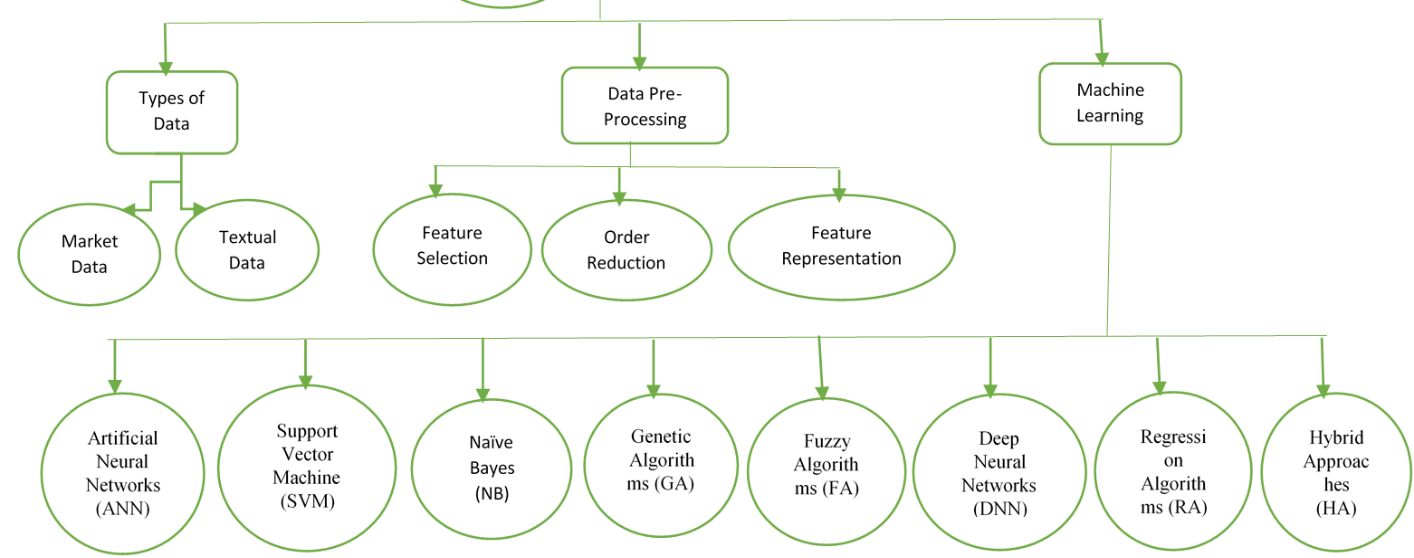 Types of
Data
Data Pre-
Processing
Machine
Learning
Market
Data
Textual
Data
Feature
Selection
Order
Reduction
Feature
Representation
Artificial
Neural
Networks
(ANN)
Support
Vector
Machine
(SVM)
Naïve
Bayes
(NB)
Genetic
Algorith
ms (GA)
Fuzzy
Algorith
ms (FA)
Deep
Neural
Networks
(DNN)
Regressi
on
Algorith
ms (RA)
Hybrid
Approac
hes
(HA)